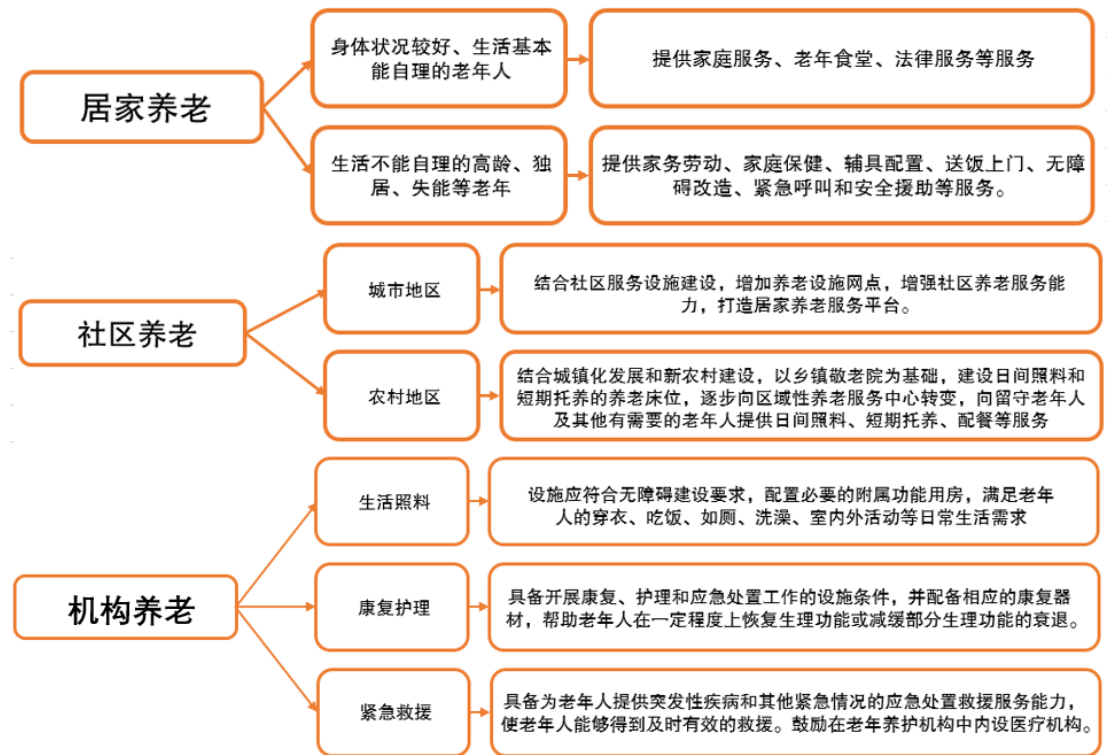 居家养老
身体状况较好、生活基本
能自理的老年人
提供家庭服务、老年食堂、法律服务等服务
生活不能自理的高龄、独
居、失能等老年
提供家务劳动、家庭保健、辅具配置、送饭上门、无障
碍改造、紧急呼叫和安全援助等服务。
社区养老
城市地区
结合社区服务设施建设，增加养老设施网点，增强社区养老服务能
力，打造居家养老服务平台。
农村地区
结合城镇化发展和新农村建设，以乡镇敬老院为基础，建设日间照料和
短期托养的养老床位，逐步向区域性养老服务中心转变，向留守老年人
及其他有需要的老年人提供日间照料、短期托养、配餐等服务
机构养老
生活照料
设施应符合无障碍建设要求，配置必要的附属功能用房，满足老年
人的穿衣、吃饭、如厕、洗澡、室内外活动等日常生活需求
康复护理
具备开展康复、护理和应急处置工作的设施条件，并配备相应的康复器
材，帮助老年人在一定程度上恢复生理功能或减缓部分生理功能的衰退。
紧急救援
具备为老年人提供突发性疾病和其他紧急情况的应急处置救援服务能力，
使老年人能够得到及时有效的救援。鼓励在老年养护机构中内设医疗机构。